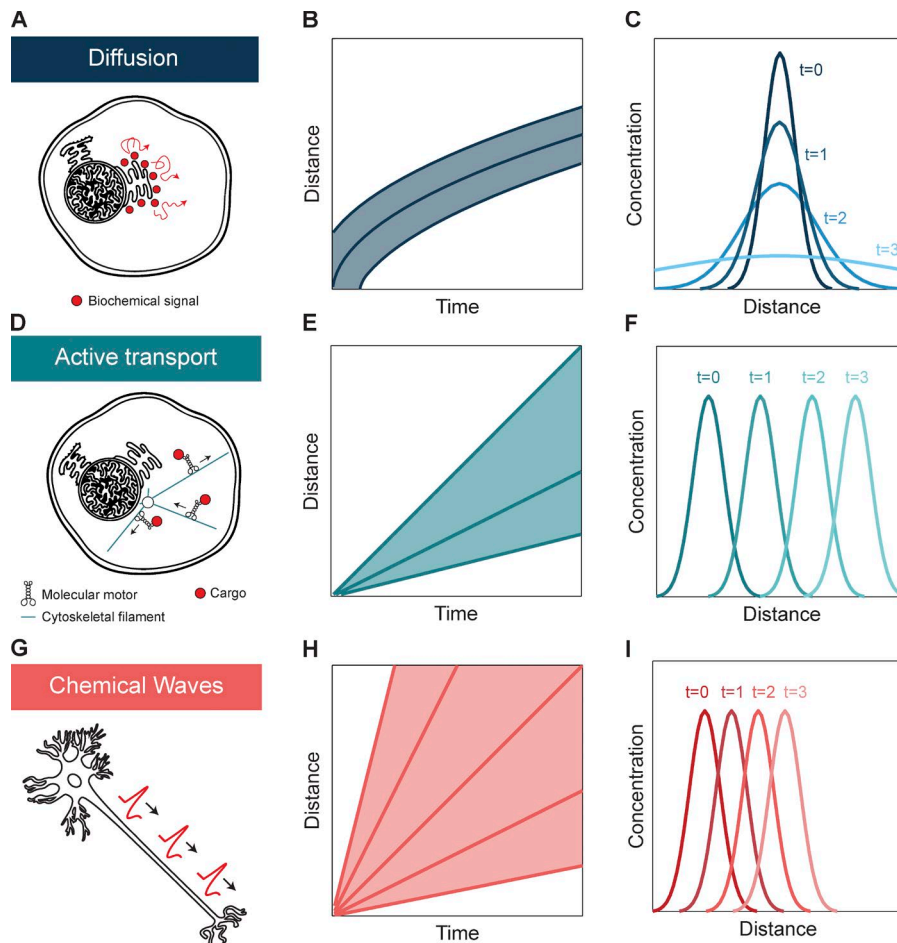 A
Diffusion
Biochemical signal
B
Distance
Time
C
Concentration
t=0
t=1
t=2
t=3
Distance
D
Active transport
Molecular motor
Cargo
Cytoskeletal filament
E
Distance
Time
F
Concentration
t=0 t=1 t=2 t=3
Distance
G
Chemical Waves
H
Distance
Time
I
Concentration
t=0 t=1 t=2 t=3
Distance